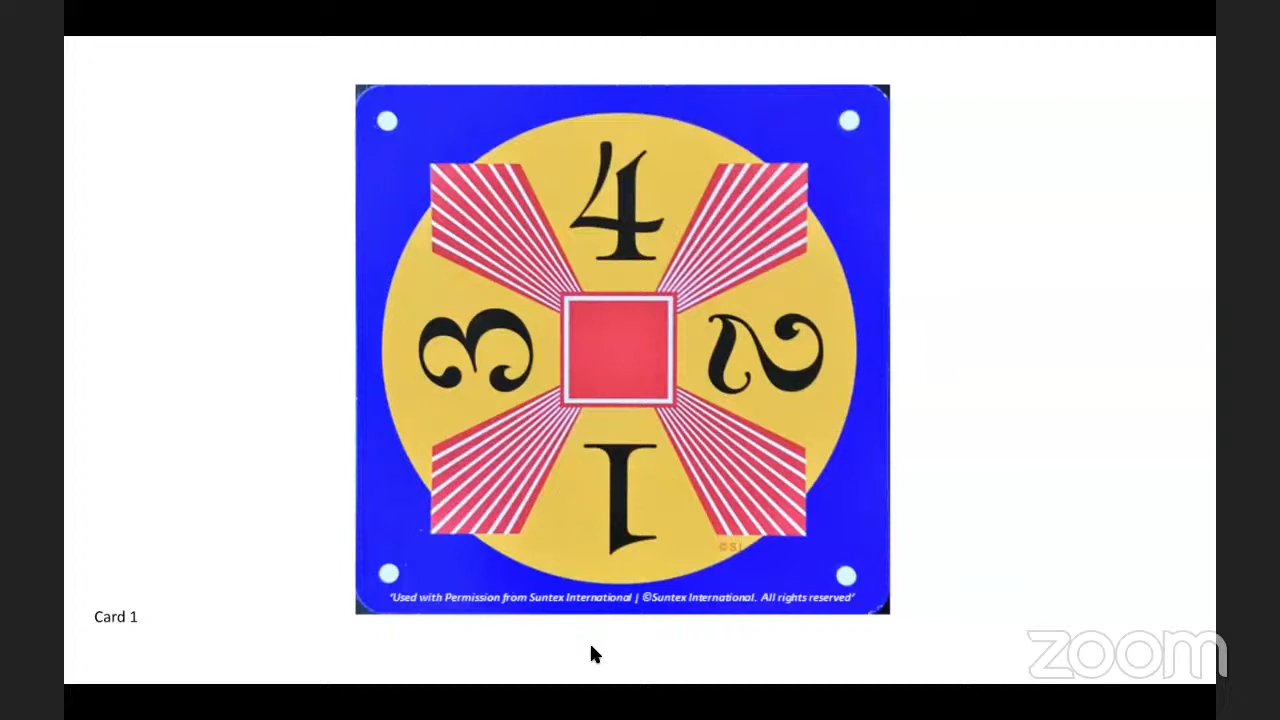 4
3
2
1
© S.I.
'Used with Permission from Suntex International | ©Suntex International. All rights reserved'
Card 1
zoom